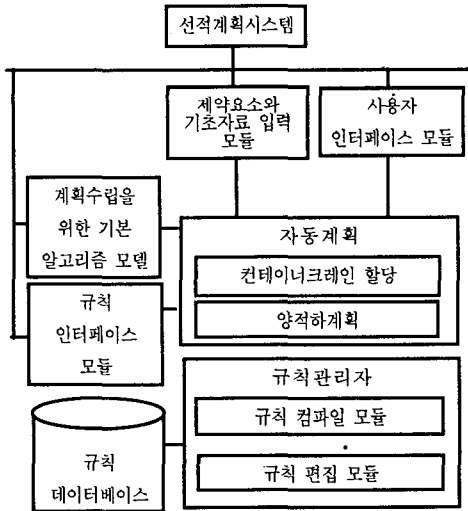 선적계획시스템
제약요소와
기초자료 입력
모듈
사용자
인터페이스 모듈
계획수립을
위한 기본
알고리즘 모델
자동계획
컨테이너크레인 할당
양적하계획
규칙
인터페이스
모듈
규칙관리자
규칙 컴파일 모듈
규칙 편집 모듈
규칙
데이터베이스